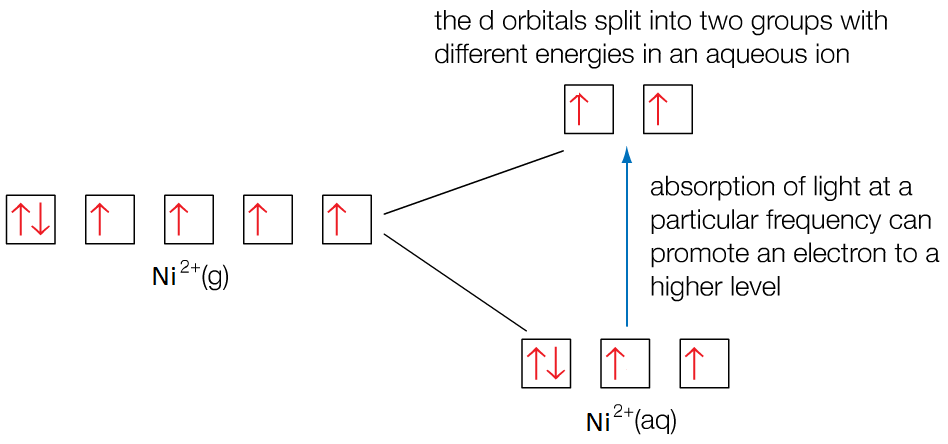 the d orbitals split into two groups with
different energies in an aqueous ion
absorption of light at a
particular frequency can
promote an electron to a
higher level
Ni²⁺(g)
Ni²⁺(aq)